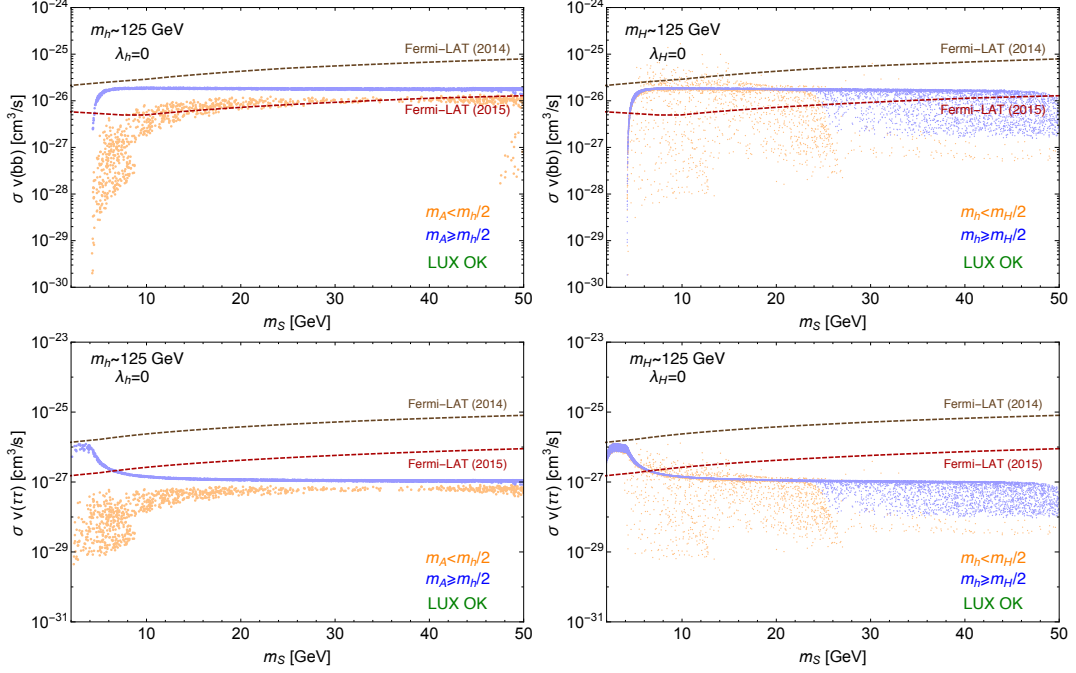 10⁻²⁴
10⁻²⁵
10⁻²⁶
10⁻²⁷
10⁻²⁸
10⁻²⁹
10⁻³⁰
σ v(bb) [cm³/s]
m_h~125 GeV
λ_h=0
Fermi-LAT (2014)
Fermi-LAT (2015)
m_A<m_h/2
m_A≥m_h/2
LUX OK
10 20 30 40 50
m_S [GeV]
10⁻²⁴
10⁻²⁵
10⁻²⁶
10⁻²⁷
10⁻²⁸
10⁻²⁹
10⁻³⁰
σ v(bb) [cm³/s]
m_H~125 GeV
λ_H=0
Fermi-LAT (2014)
Fermi-LAT (2015)
m_h<m_H/2
m_h≥m_H/2
LUX OK
10 20 30 40 50
m_S [GeV]
10⁻²³
10⁻²⁵
10⁻²⁷
10⁻²⁹
10⁻³¹
σ v(ττ) [cm³/s]
m_h~125 GeV
λ_h=0
Fermi-LAT (2014)
Fermi-LAT (2015)
m_A<m_h/2
m_A≥m_h/2
LUX OK
10 20 30 40 50
m_S [GeV]
10⁻²³
10⁻²⁵
10⁻²⁷
10⁻²⁹
10⁻³¹
σ v(ττ) [cm³/s]
m_H~125 GeV
λ_H=0
Fermi-LAT (2014)
Fermi-LAT (2015)
m_h<m_H/2
m_h≥m_H/2
LUX OK
10 20 30 40 50
m_S [GeV]